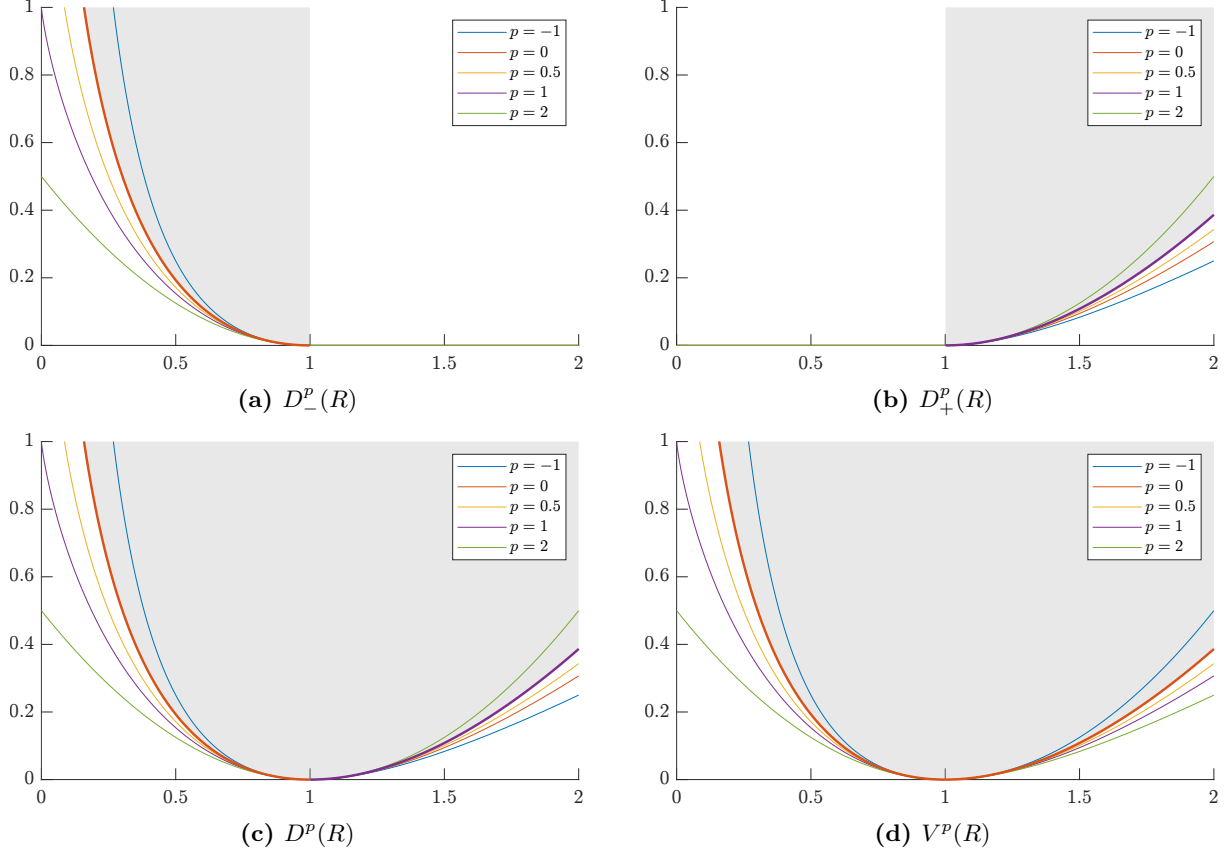 1
0.8
0.6
0.4
0.2
0
0 0.5 1 1.5 2
p = −1
p = 0
p = 0.5
p = 1
p = 2
(a) D₋ᵖ(R)
1
0.8
0.6
0.4
0.2
0
0 0.5 1 1.5 2
p = −1
p = 0
p = 0.5
p = 1
p = 2
(b) D₊ᵖ(R)
1
0.8
0.6
0.4
0.2
0
0 0.5 1 1.5 2
p = −1
p = 0
p = 0.5
p = 1
p = 2
(c) Dᵖ(R)
1
0.8
0.6
0.4
0.2
0
0 0.5 1 1.5 2
p = −1
p = 0
p = 0.5
p = 1
p = 2
(d) Vᵖ(R)